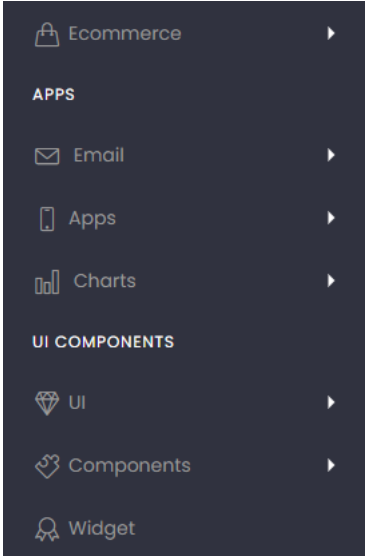 Ecommerce
APPS
Email
Apps
Charts
UI COMPONENTS
UI
Components
Widget